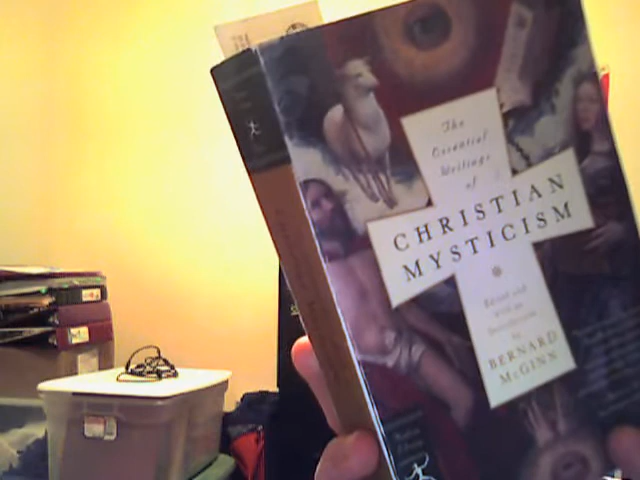 The
Essential
Writings
of
CHRISTIAN
MYSTICISM
Edited and
with an
Introduction
by
BERNARD
McGINN